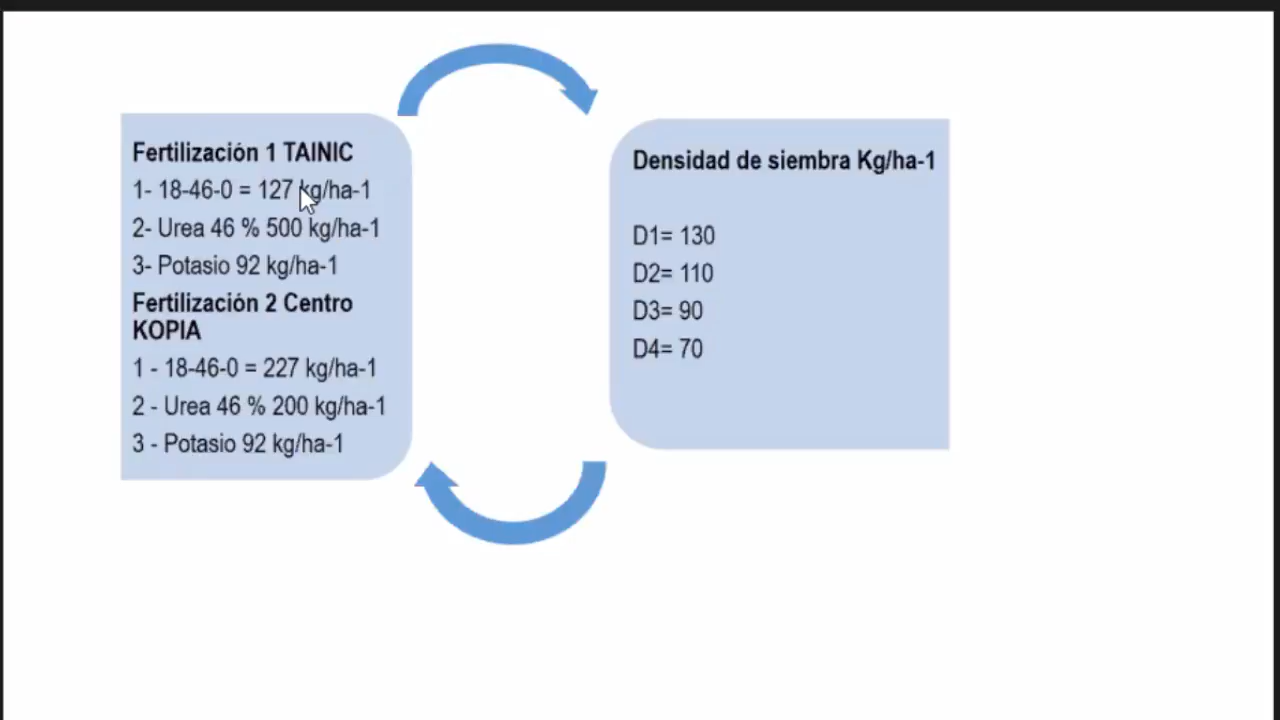 Fertilización 1 TAINIC
1- 18-46-0 = 127 kg/ha-1
2- Urea 46 % 500 kg/ha-1
3- Potasio 92 kg/ha-1
Fertilización 2 Centro
KOPIA
1 - 18-46-0 = 227 kg/ha-1
2 - Urea 46 % 200 kg/ha-1
3 - Potasio 92 kg/ha-1
Densidad de siembra Kg/ha-1
D1= 130
D2= 110
D3= 90
D4= 70